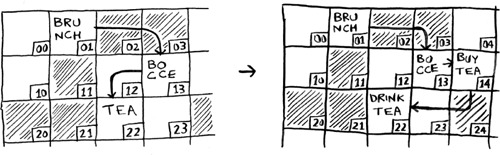 BRU
NCH
00 01 02 03
BO
CCE
10 11 12 13
TEA
20 21 22 23
BRU
NCH
00 01 02 03 04
BO
CCE
BUY
TEA
10 11 12 13 14
DRINK
TEA
20 21 22 23 24